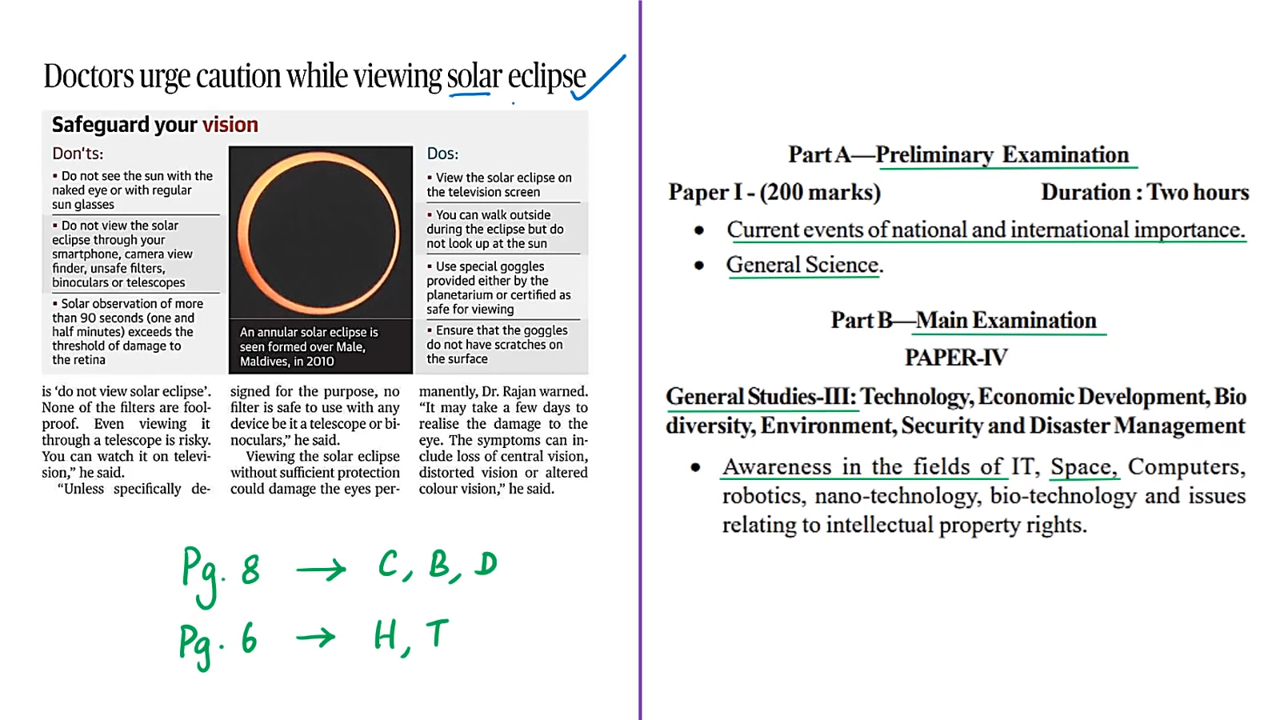 Doctors urge caution while viewing solar eclipse
Safeguard your vision
Don'ts:
▪ Do not see the sun with the
naked eye or with regular
sun glasses
▪ Do not view the solar
eclipse through your
smartphone, camera view
finder, unsafe filters,
binoculars or telescopes
▪ Solar observation of more
than 90 seconds (one and
half minutes) exceeds the
threshold of damage to
the retina
An annular solar eclipse is
seen formed over Male,
Maldives, in 2010
Dos:
▪ View the solar eclipse on
the television screen
▪ You can walk outside
during the eclipse but do
not look up at the sun
▪ Use special goggles
provided either by the
planetarium or certified as
safe for viewing
▪ Ensure that the goggles
do not have scratches on
the surface
is 'do not view solar eclipse'.
None of the filters are fool-
proof. Even viewing it
through a telescope is risky.
You can watch it on televi-
sion," he said.
"Unless specifically de-
signed for the purpose, no
filter is safe to use with any
device be it a telescope or bi-
noculars," he said.
Viewing the solar eclipse
without sufficient protection
could damage the eyes per-
manently, Dr. Rajan warned.
"It may take a few days to
realise the damage to the
eye. The symptoms can in-
clude loss of central vision,
distorted vision or altered
colour vision," he said.
Pg. 8 → C, B, D
Pg. 6 → H, T
Part A—Preliminary Examination
Paper I - (200 marks) Duration : Two hours
• Current events of national and international importance.
• General Science.
Part B—Main Examination
PAPER-IV
General Studies-III: Technology, Economic Development, Bio
diversity, Environment, Security and Disaster Management
• Awareness in the fields of IT, Space, Computers,
robotics, nano-technology, bio-technology and issues
relating to intellectual property rights.